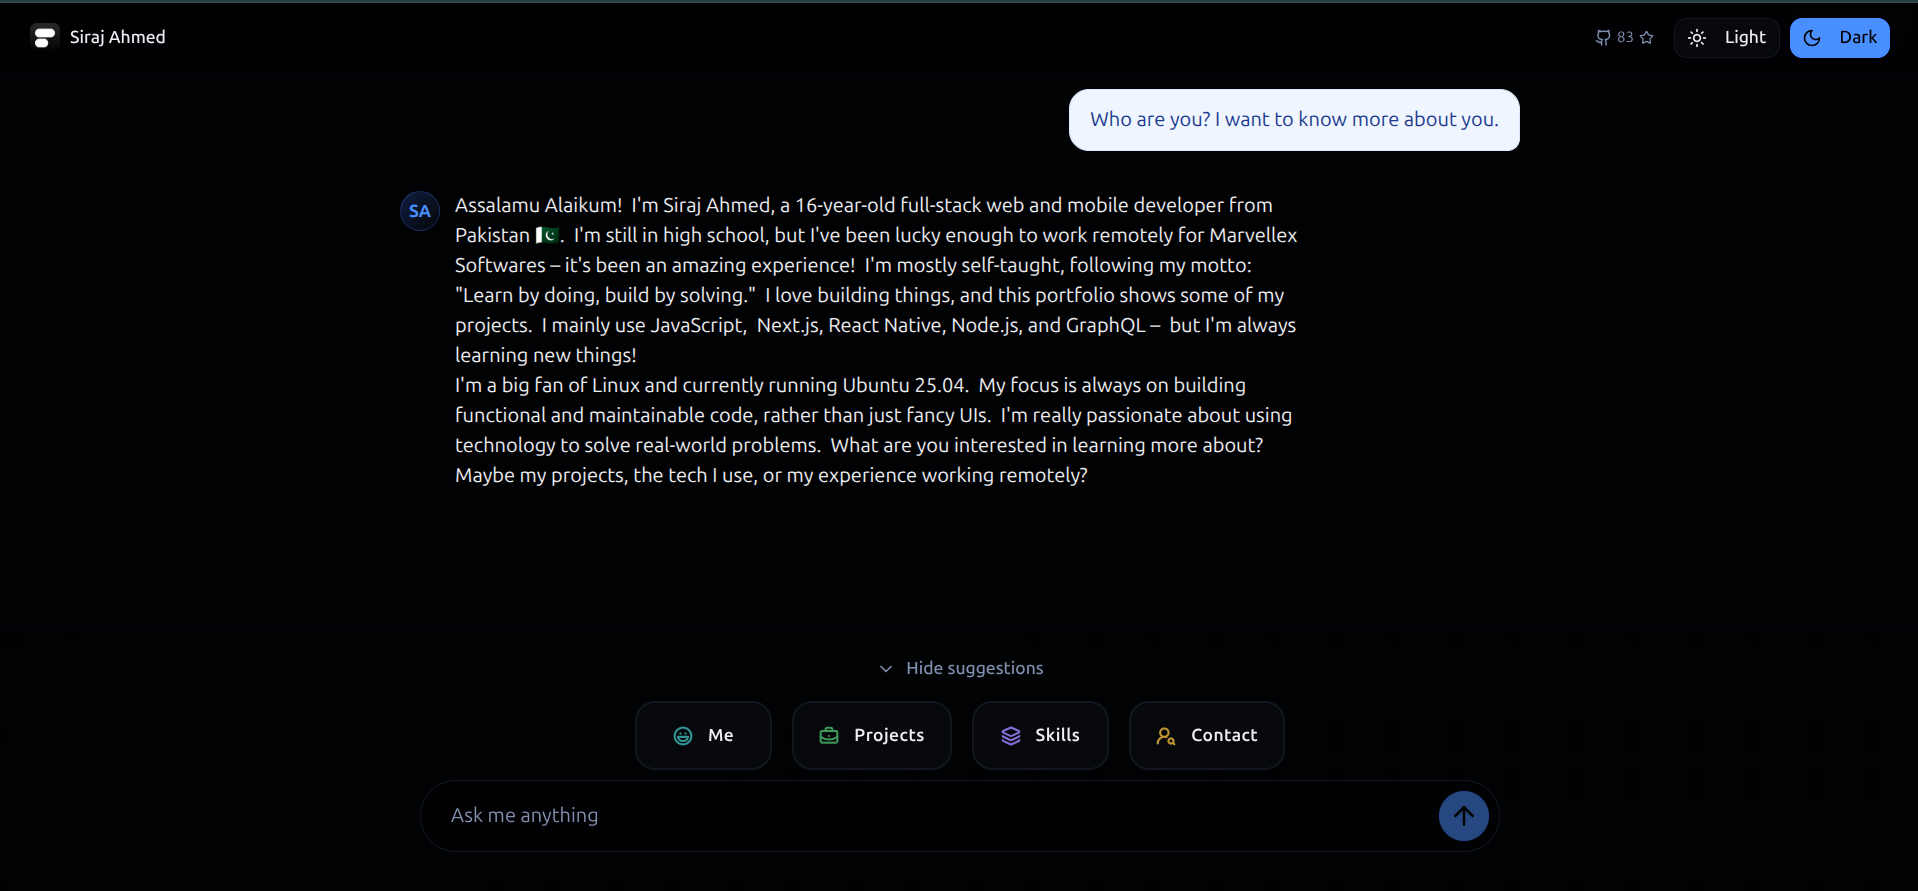 Siraj Ahmed
83
Light
Dark
Who are you? I want to know more about you.
SA
Assalamu Alaikum!  I'm Siraj Ahmed, a 16-year-old full-stack web and mobile developer from
Pakistan 🇵🇰.  I'm still in high school, but I've been lucky enough to work remotely for Marvellex
Softwares – it's been an amazing experience!  I'm mostly self-taught, following my motto:
"Learn by doing, build by solving."  I love building things, and this portfolio shows some of my
projects.  I mainly use JavaScript,  Next.js, React Native, Node.js, and GraphQL –  but I'm always
learning new things!
I'm a big fan of Linux and currently running Ubuntu 25.04.  My focus is always on building
functional and maintainable code, rather than just fancy UIs.  I'm really passionate about using
technology to solve real-world problems.  What are you interested in learning more about?
Maybe my projects, the tech I use, or my experience working remotely?
Hide suggestions
Me
Projects
Skills
Contact
Ask me anything